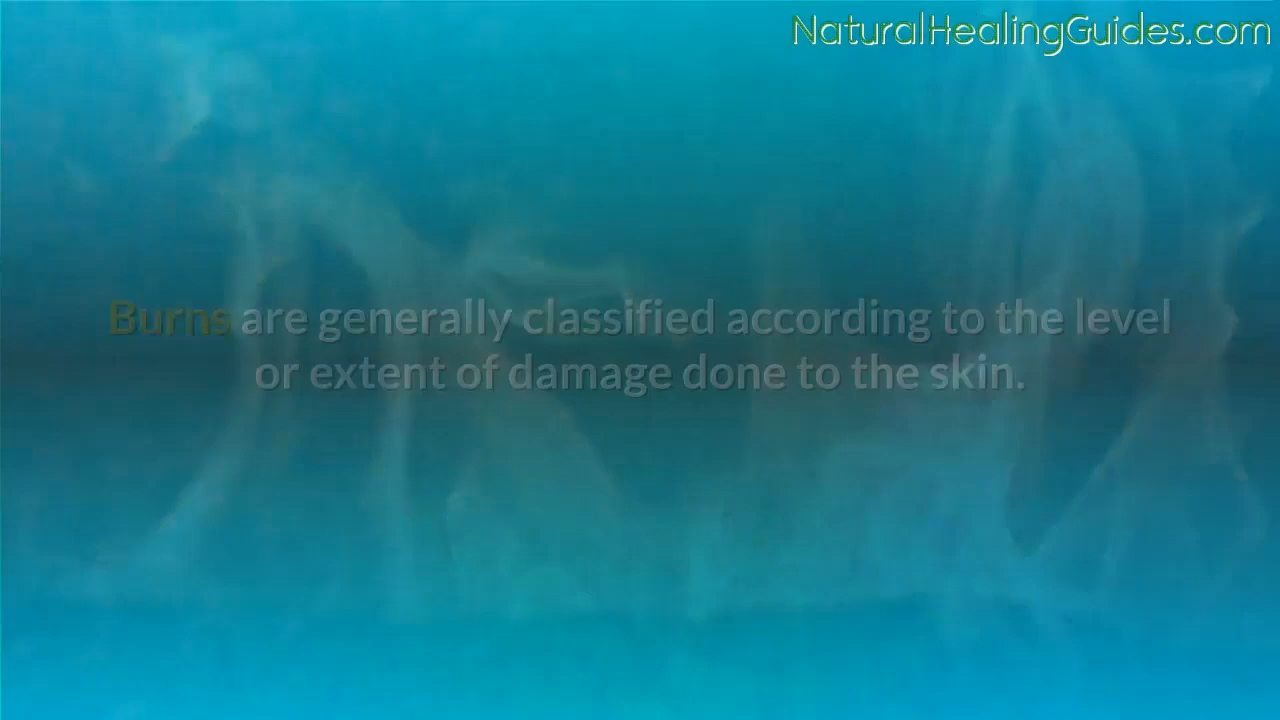 NaturalHealingGuides.com
Burns are generally classified according to the level
or extent of damage done to the skin.